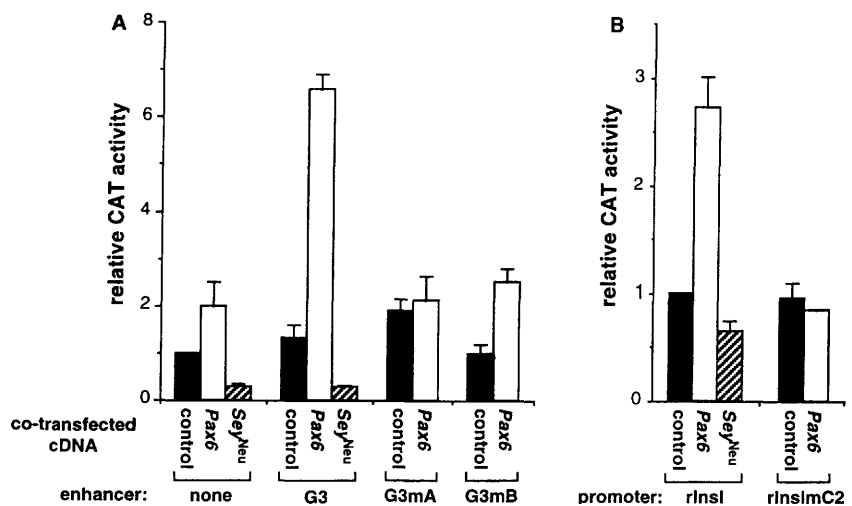 A
relative CAT activity
8
6
4
2
0
co-transfected
cDNA
control
Pax6
SeyNeu
control
Pax6
SeyNeu
control
Pax6
control
Pax6
enhancer:
none
G3
G3mA
G3mB
B
relative CAT activity
3
2
1
0
control
Pax6
SeyNeu
control
Pax6
promoter:
rInsI
rInsImC2